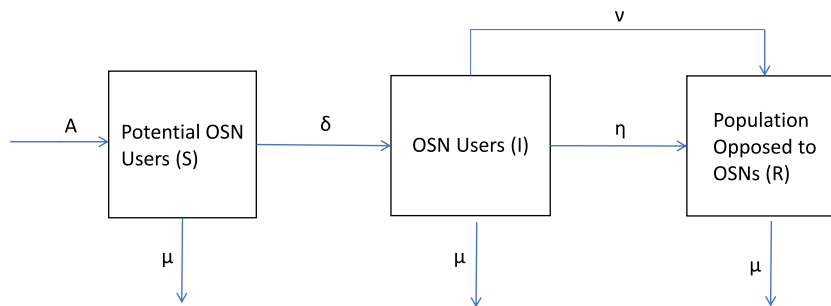 ν
A
Potential OSN
Users (S)
δ
OSN Users (I)
η
Population
Opposed to
OSNs (R)
μ
μ
μ